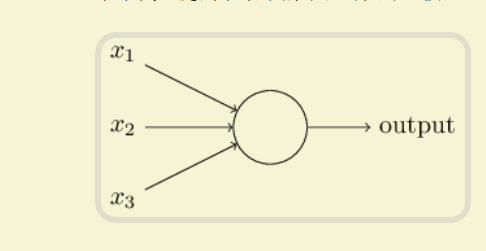 x₁
x₂ output
x₃